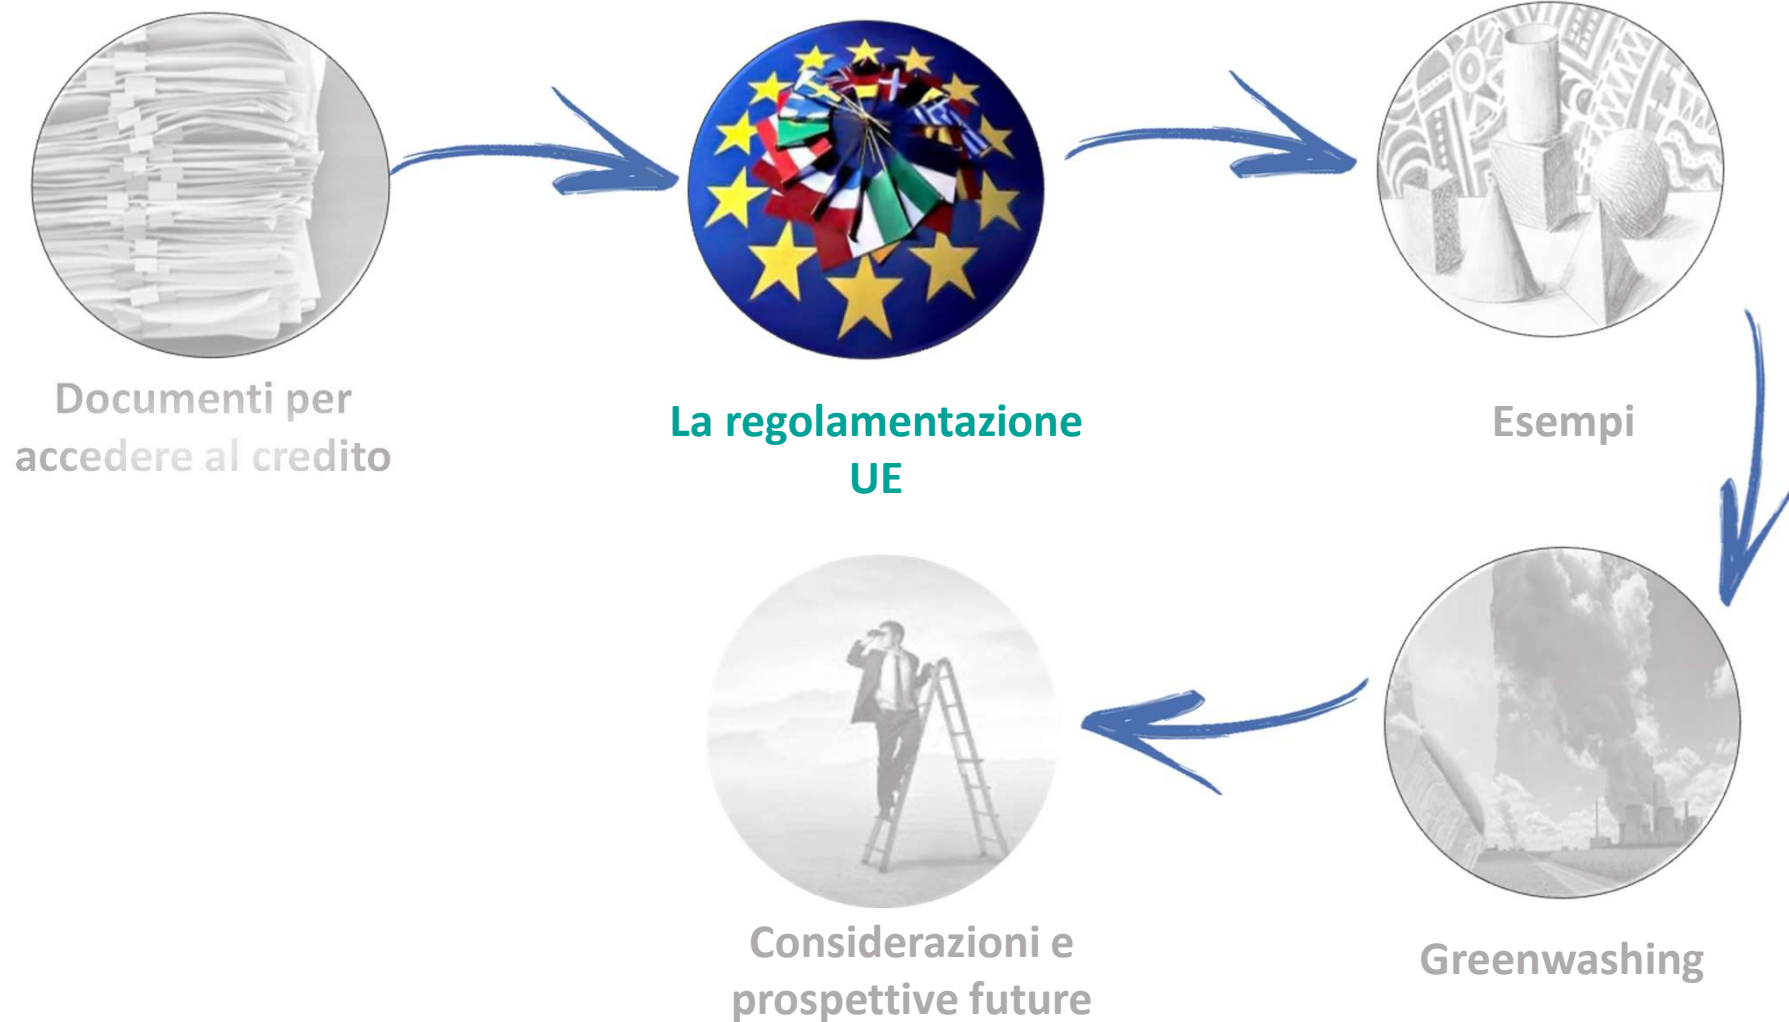 Documenti per
accedere al credito
La regolamentazione
UE
Esempi
Greenwashing
Considerazioni e
prospettive future